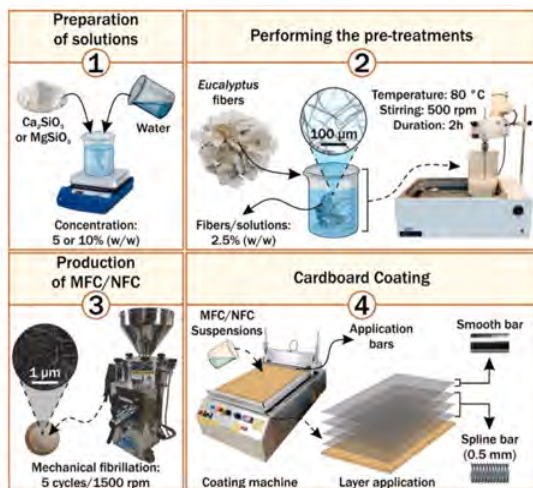 Preparation
of solutions
1
Ca₂SiO₃
or MgSiO₃
Water
Concentration:
5 or 10% (w/w)
Performing the pre-treatments
2
Eucalyptus
fibers
100 µm
Temperature: 80 °C
Stirring: 500 rpm
Duration: 2h
Fibers/solutions:
2.5% (w/w)
Production
of MFC/NFC
3
1 µm
Mechanical fibrillation:
5 cycles/1500 rpm
Cardboard Coating
4
MFC/NFC
Suspensions
Application
bars
Smooth bar
Spline bar
(0.5 mm)
Coating machine
Layer application